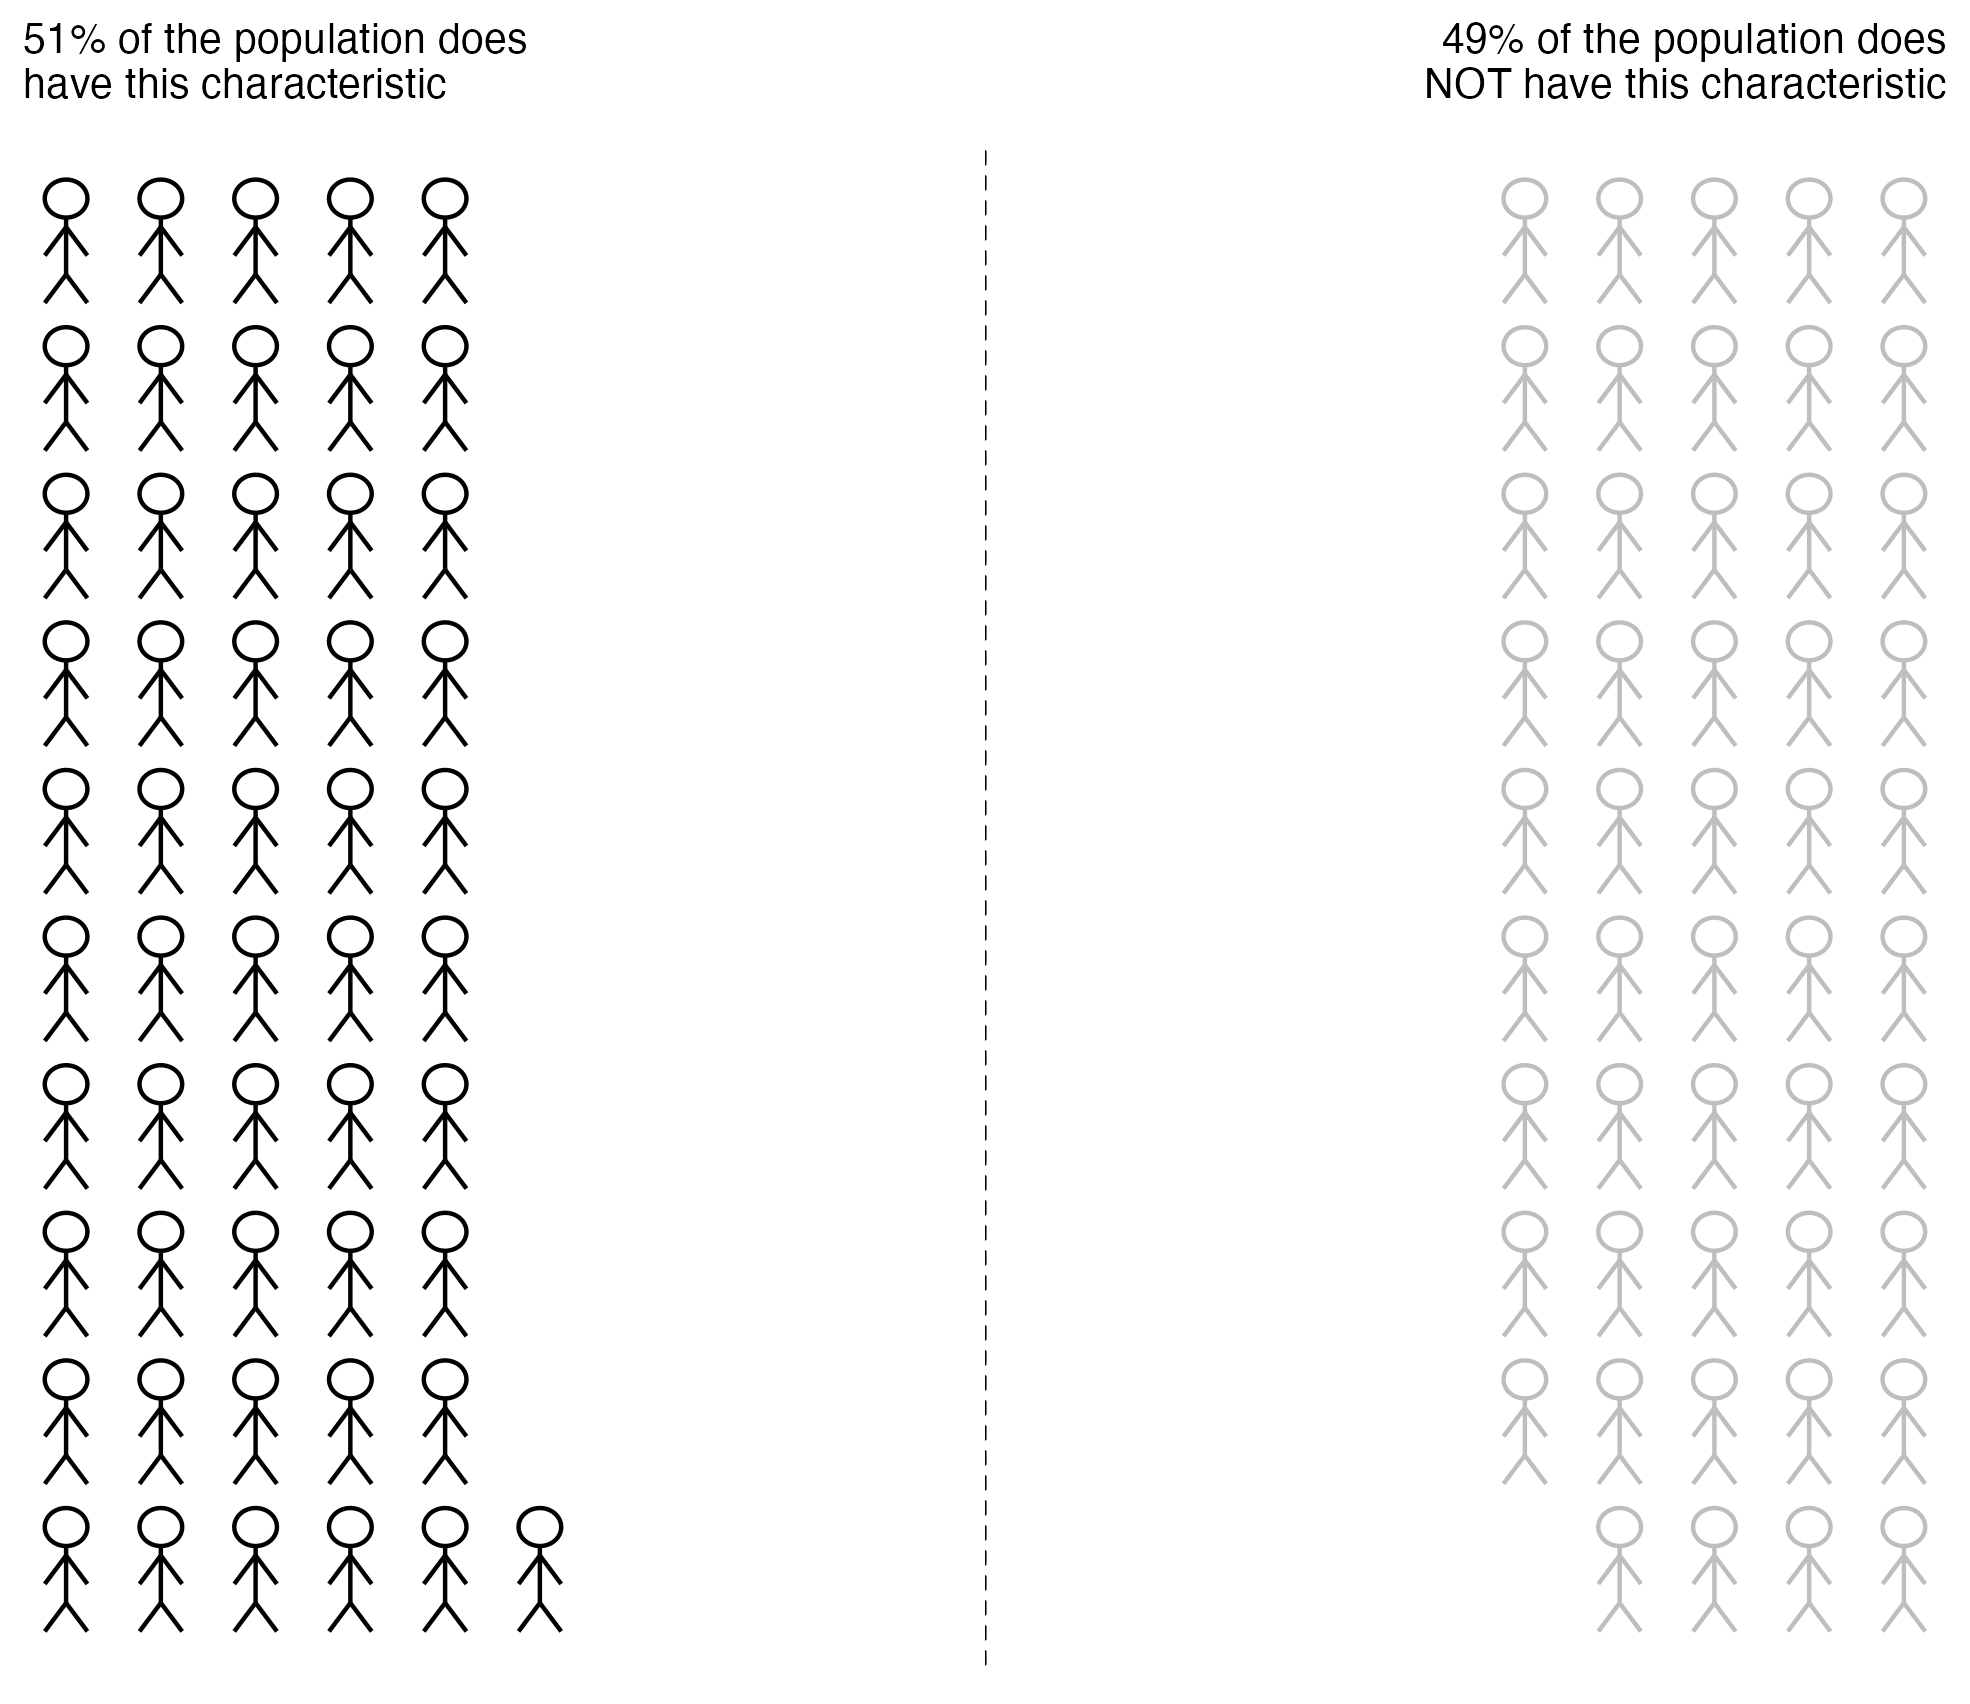 51% of the population does
have this characteristic
49% of the population does
NOT have this characteristic